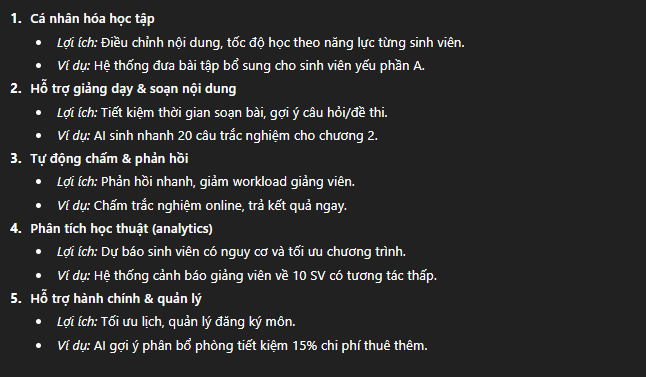 1. Cá nhân hóa học tập
• Lợi ích: Điều chỉnh nội dung, tốc độ học theo năng lực từng sinh viên.
• Ví dụ: Hệ thống đưa bài tập bổ sung cho sinh viên yếu phần A.
2. Hỗ trợ giảng dạy & soạn nội dung
• Lợi ích: Tiết kiệm thời gian soạn bài, gợi ý câu hỏi/đề thi.
• Ví dụ: AI sinh nhanh 20 câu trắc nghiệm cho chương 2.
3. Tự động chấm & phản hồi
• Lợi ích: Phản hồi nhanh, giảm workload giảng viên.
• Ví dụ: Chấm trắc nghiệm online, trả kết quả ngay.
4. Phân tích học thuật (analytics)
• Lợi ích: Dự báo sinh viên có nguy cơ và tối ưu chương trình.
• Ví dụ: Hệ thống cảnh báo giảng viên về 10 SV có tương tác thấp.
5. Hỗ trợ hành chính & quản lý
• Lợi ích: Tối ưu lịch, quản lý đăng ký môn.
• Ví dụ: AI gợi ý phân bổ phòng tiết kiệm 15% chi phí thuê thêm.